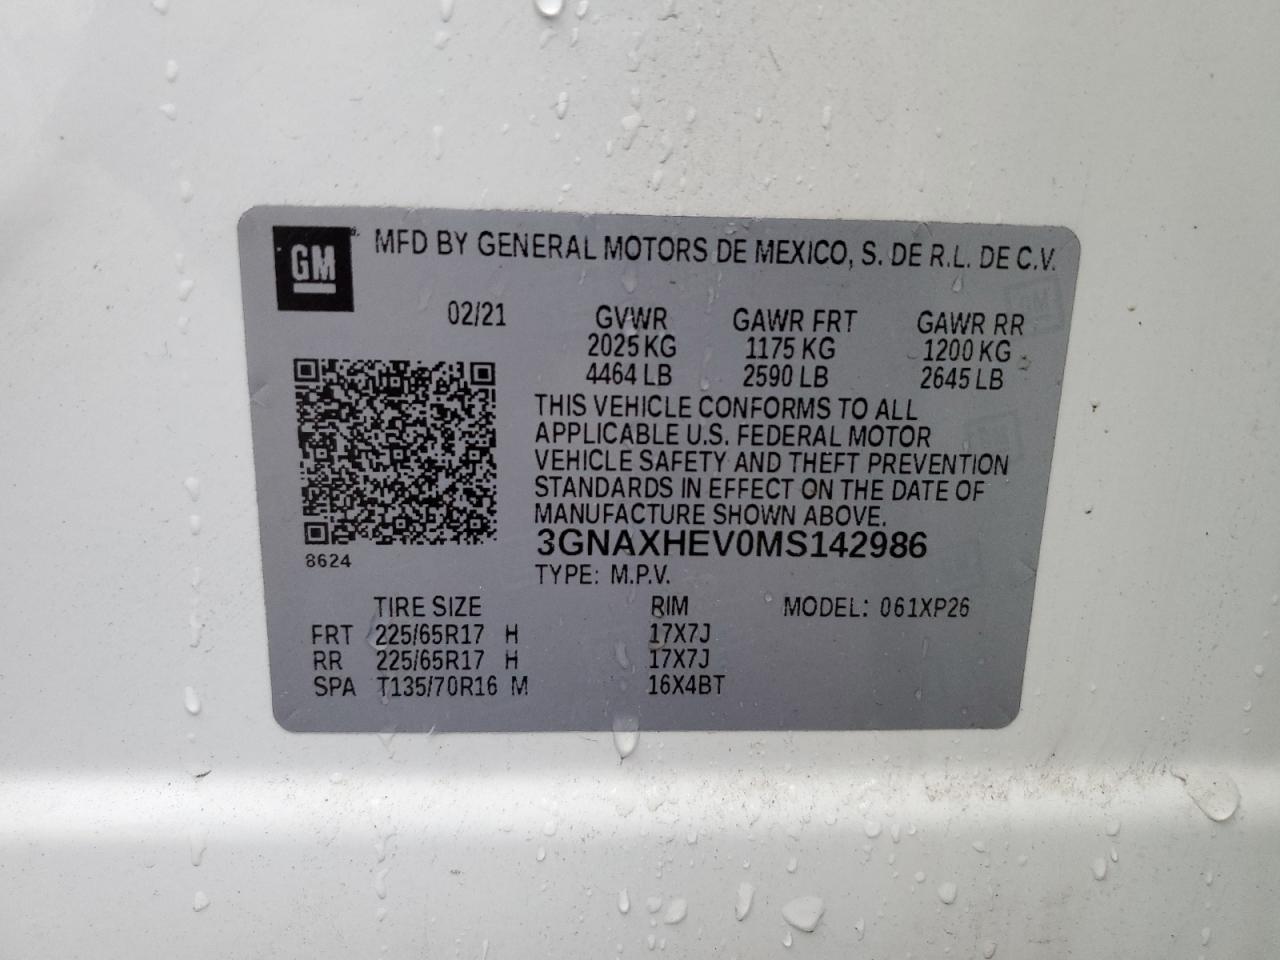 GM
MFD BY GENERAL MOTORS DE MEXICO, S. DE R.L. DE C.V.
02/21 GVWR GAWR FRT GAWR RR
2025 KG 1175 KG 1200 KG
4464 LB 2590 LB 2645 LB
THIS VEHICLE CONFORMS TO ALL
APPLICABLE U.S. FEDERAL MOTOR
VEHICLE SAFETY AND THEFT PREVENTION
STANDARDS IN EFFECT ON THE DATE OF
MANUFACTURE SHOWN ABOVE.
3GNAXHEV0MS142986
8624
TYPE: M.P.V.
TIRE SIZE RIM MODEL: 061XP26
FRT 225/65R17 H 17X7J
RR 225/65R17 H 17X7J
SPA T135/70R16 M 16X4BT